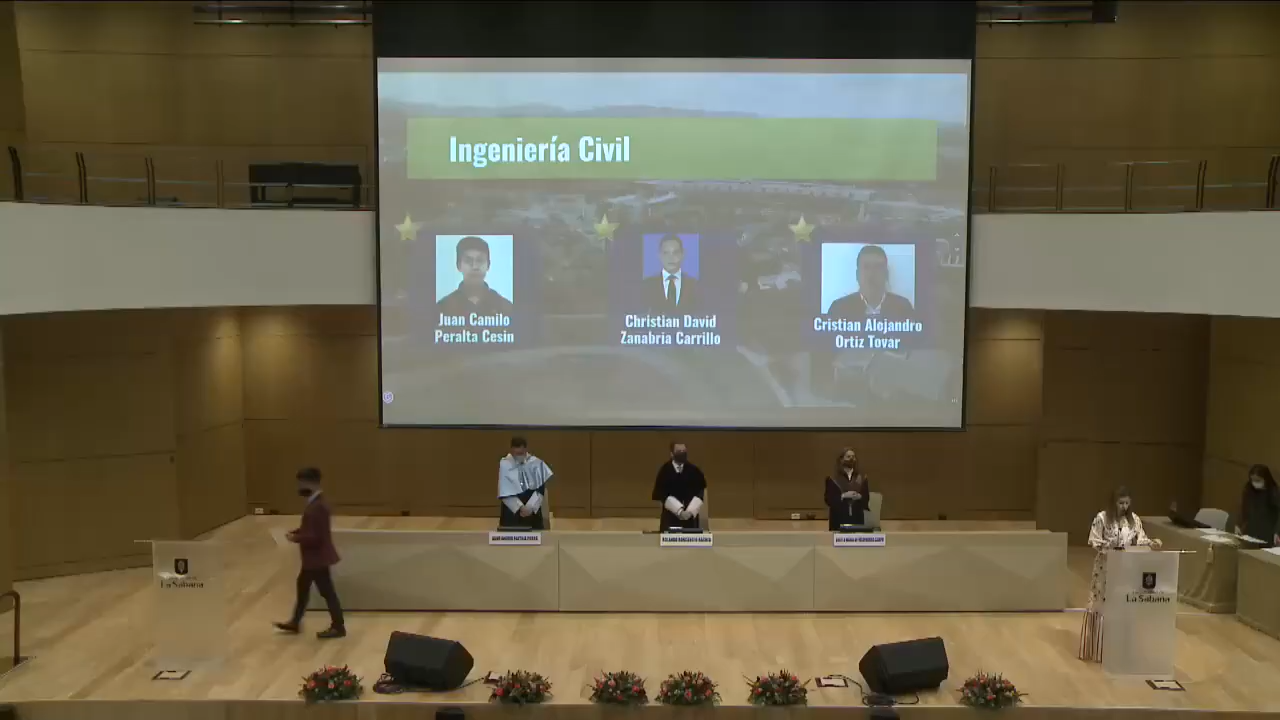 Ingeniería Civil
Juan Camilo
Peralta Cesin
Christian David
Zanabria Carrillo
Cristian Alejandro
Ortiz Tovar
La Sabana
La Sabana